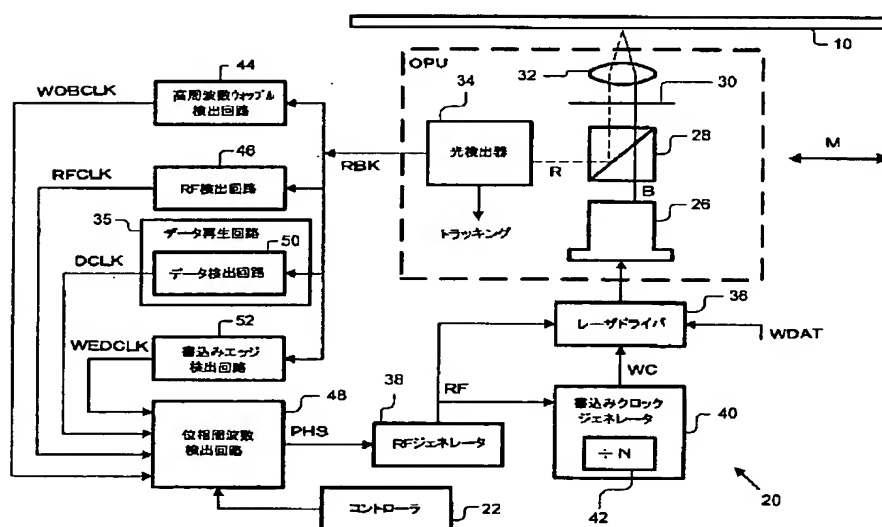 10
OPU
44
34
32
30
WOBCLK
高周波数ウォッブル
検出回路
28
M
46
光検出器
RBK
R
RFCLK
RF検出回路
B
26
35
データ再生回路
50
トラッキング
DCLK
データ検出回路
36
52
レーザドライバ
WEDCLK
書込みエッジ
検出回路
WDAT
RF
WC
48
38
書込みクロック
ジェネレータ
40
位相周波数
検出回路
PHS
RFジェネレータ
÷N
42
20
コントローラ
22